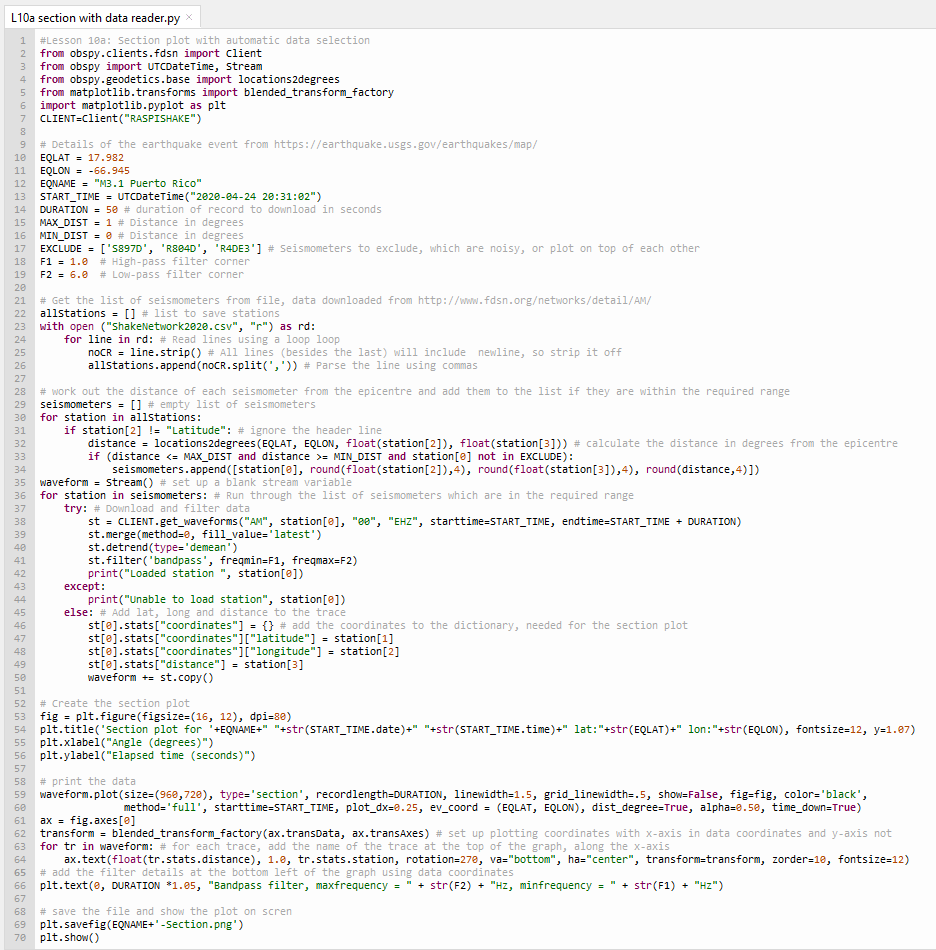 L10a section with data reader.py ×
1 #Lesson 10a: Section plot with automatic data selection
2 from obspy.clients.fdsn import Client
3 from obspy import UTCDateTime, Stream
4 from obspy.geodetics.base import locations2degrees
5 from matplotlib.transforms import blended_transform_factory
6 import matplotlib.pyplot as plt
7 CLIENT=Client("RASPISHAKE")
8
9 # Details of the earthquake event from https://earthquake.usgs.gov/earthquakes/map/
10 EQLAT = 17.982
11 EQLON = -66.945
12 EQNAME = "M3.1 Puerto Rico"
13 START_TIME = UTCDateTime("2020-04-24 20:31:02")
14 DURATION = 50 # duration of record to download in seconds
15 MAX_DIST = 1 # Distance in degrees
16 MIN_DIST = 0 # Distance in degrees
17 EXCLUDE = ['S897D', 'R804D', 'R4DE3'] # Seismometers to exclude, which are noisy, or plot on top of each other
18 F1 = 1.0  # High-pass filter corner
19 F2 = 6.0  # Low-pass filter corner
20
21 # Get the list of seismometers from file, data downloaded from http://www.fdsn.org/networks/detail/AM/
22 allStations = [] # list to save stations
23 with open ("ShakeNetwork2020.csv", "r") as rd:
24     for line in rd: # Read lines using a loop loop
25         noCR = line.strip() # All lines (besides the last) will include  newline, so strip it off
26         allStations.append(noCR.split(',')) # Parse the line using commas
27
28 # work out the distance of each seismometer from the epicentre and add them to the list if they are within the required range
29 seismometers = [] # empty list of seismometers
30 for station in allStations:
31     if station[2] != "Latitude": # ignore the header line
32         distance = locations2degrees(EQLAT, EQLON, float(station[2]), float(station[3])) # calculate the distance in degrees from the epicentre
33         if (distance <= MAX_DIST and distance >= MIN_DIST and station[0] not in EXCLUDE):
34             seismometers.append([station[0], round(float(station[2]),4), round(float(station[3]),4), round(distance,4)])
35 waveform = Stream() # set up a blank stream variable
36 for station in seismometers: # Run through the list of seismometers which are in the required range
37     try: # Download and filter data
38         st = CLIENT.get_waveforms("AM", station[0], "00", "EHZ", starttime=START_TIME, endtime=START_TIME + DURATION)
39         st.merge(method=0, fill_value='latest')
40         st.detrend(type='demean')
41         st.filter('bandpass', freqmin=F1, freqmax=F2)
42         print("Loaded station ", station[0])
43     except:
44         print("Unable to load station", station[0])
45     else: # Add lat, long and distance to the trace
46         st[0].stats["coordinates"] = {} # add the coordinates to the dictionary, needed for the section plot
47         st[0].stats["coordinates"]["latitude"] = station[1]
48         st[0].stats["coordinates"]["longitude"] = station[2]
49         st[0].stats["distance"] = station[3]
50         waveform += st.copy()
51
52 # Create the section plot
53 fig = plt.figure(figsize=(16, 12), dpi=80)
54 plt.title('Section plot for '+EQNAME+" "+str(START_TIME.date)+" "+str(START_TIME.time)+" lat:"+str(EQLAT)+" lon:"+str(EQLON), fontsize=12, y=1.07)
55 plt.xlabel("Angle (degrees)")
56 plt.ylabel("Elapsed time (seconds)")
57
58 # print the data
59 waveform.plot(size=(960,720), type='section', recordlength=DURATION, linewidth=1.5, grid_linewidth=.5, show=False, fig=fig, color='black',
60               method='full', starttime=START_TIME, plot_dx=0.25, ev_coord = (EQLAT, EQLON), dist_degree=True, alpha=0.50, time_down=True)
61 ax = fig.axes[0]
62 transform = blended_transform_factory(ax.transData, ax.transAxes) # set up plotting coordinates with x-axis in data coordinates and y-axis not
63 for tr in waveform: # for each trace, add the name of the trace at the top of the graph, along the x-axis
64     ax.text(float(tr.stats.distance), 1.0, tr.stats.station, rotation=270, va="bottom", ha="center", transform=transform, zorder=10, fontsize=12)
65 # add the filter details at the bottom left of the graph using data coordinates
66 plt.text(0, DURATION *1.05, "Bandpass filter, maxfrequency = " + str(F2) + "Hz, minfrequency = " + str(F1) + "Hz")
67
68 # save the file and show the plot on scren
69 plt.savefig(EQNAME+'-Section.png')
70 plt.show()